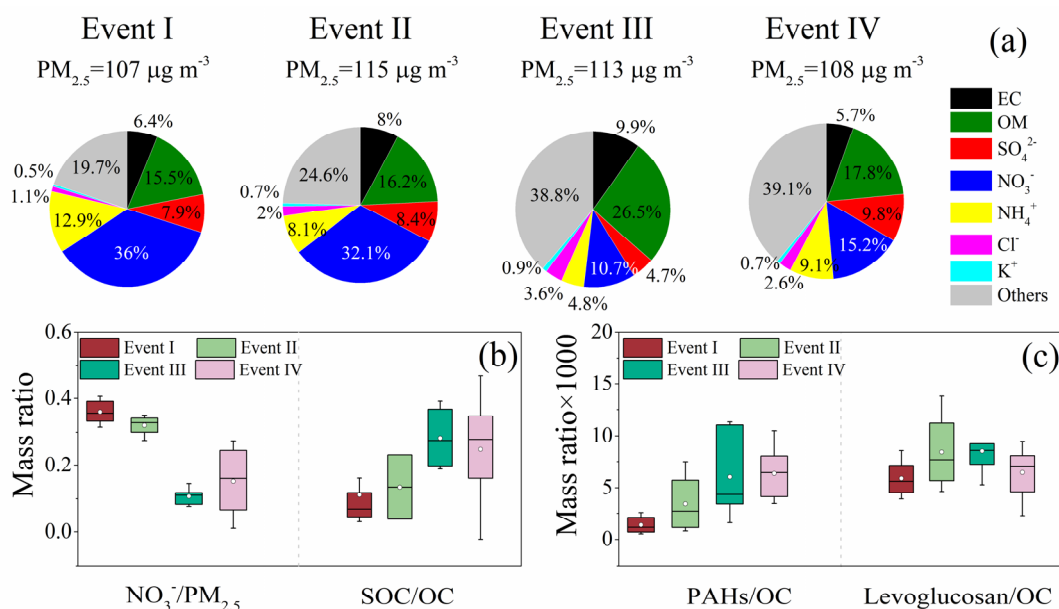 Event I
Event II
Event III
Event IV
(a)
PM2.5=107 μg m-3
PM2.5=115 μg m-3
PM2.5=113 μg m-3
PM2.5=108 μg m-3
6.4%
15.5%
7.9%
36%
12.9%
1.1%
0.5%
19.7%
8%
16.2%
8.4%
32.1%
8.1%
2%
0.7%
24.6%
9.9%
26.5%
4.7%
10.7%
4.8%
3.6%
0.9%
38.8%
5.7%
17.8%
9.8%
15.2%
9.1%
2.6%
0.7%
39.1%
EC
OM
SO4 2-
NO3-
NH4+
Cl-
K+
Others
(b)
Event I
Event II
Event III
Event IV
Mass ratio
0.6
0.4
0.2
0.0
NO3-/PM2.5
SOC/OC
(c)
Event I
Event II
Event III
Event IV
Mass ratio×1000
20
15
10
5
0
PAHs/OC
Levoglucosan/OC